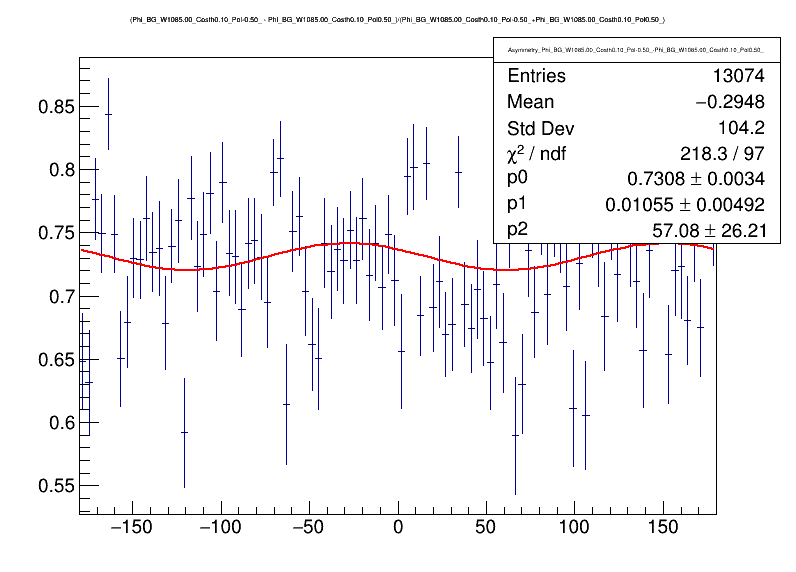 (Phi_BG_W1085.00_Costh0.10_Pol-0.50_ - Phi_BG_W1085.00_Costh0.10_Pol0.50_)/(Phi_BG_W1085.00_Costh0.10_Pol-0.50_+Phi_BG_W1085.00_Costh0.10_Pol0.50_)
Asymmetry_Phi_BG_W1085.00_Costh0.10_Pol-0.50_-Phi_BG_W1085.00_Costh0.10_Pol0.50_
Entries 13074
Mean −0.2948
Std Dev 104.2
χ² / ndf 218.3 / 97
p0 0.7308 ± 0.0034
p1 0.01055 ± 0.00492
p2 57.08 ± 26.21
0.85
0.8
0.75
0.7
0.65
0.6
0.55
−150 −100 −50 0 50 100 150